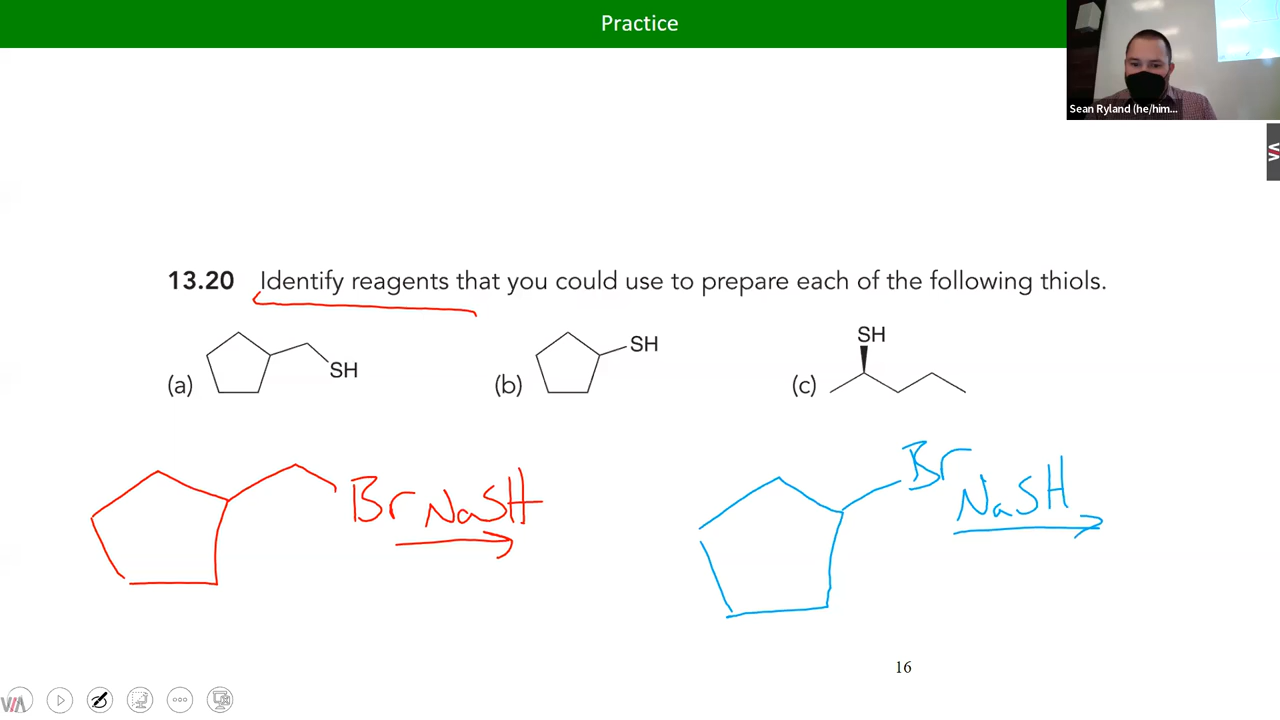 Practice
Sean Ryland (he/him...
13.20 Identify reagents that you could use to prepare each of the following thiols.
(a) SH
(b) SH
(c) SH
Br NaSH
Br NaSH
16
VIA